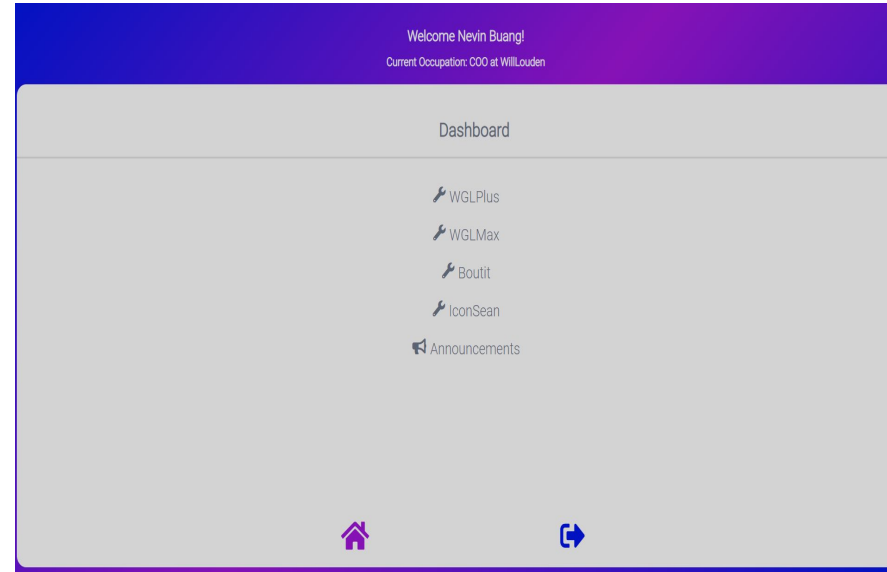 Welcome Nevin Buang!
Current Occupation: COO at WillLouden
Dashboard
WGLPlus
WGLMax
Boutit
IconSean
Announcements